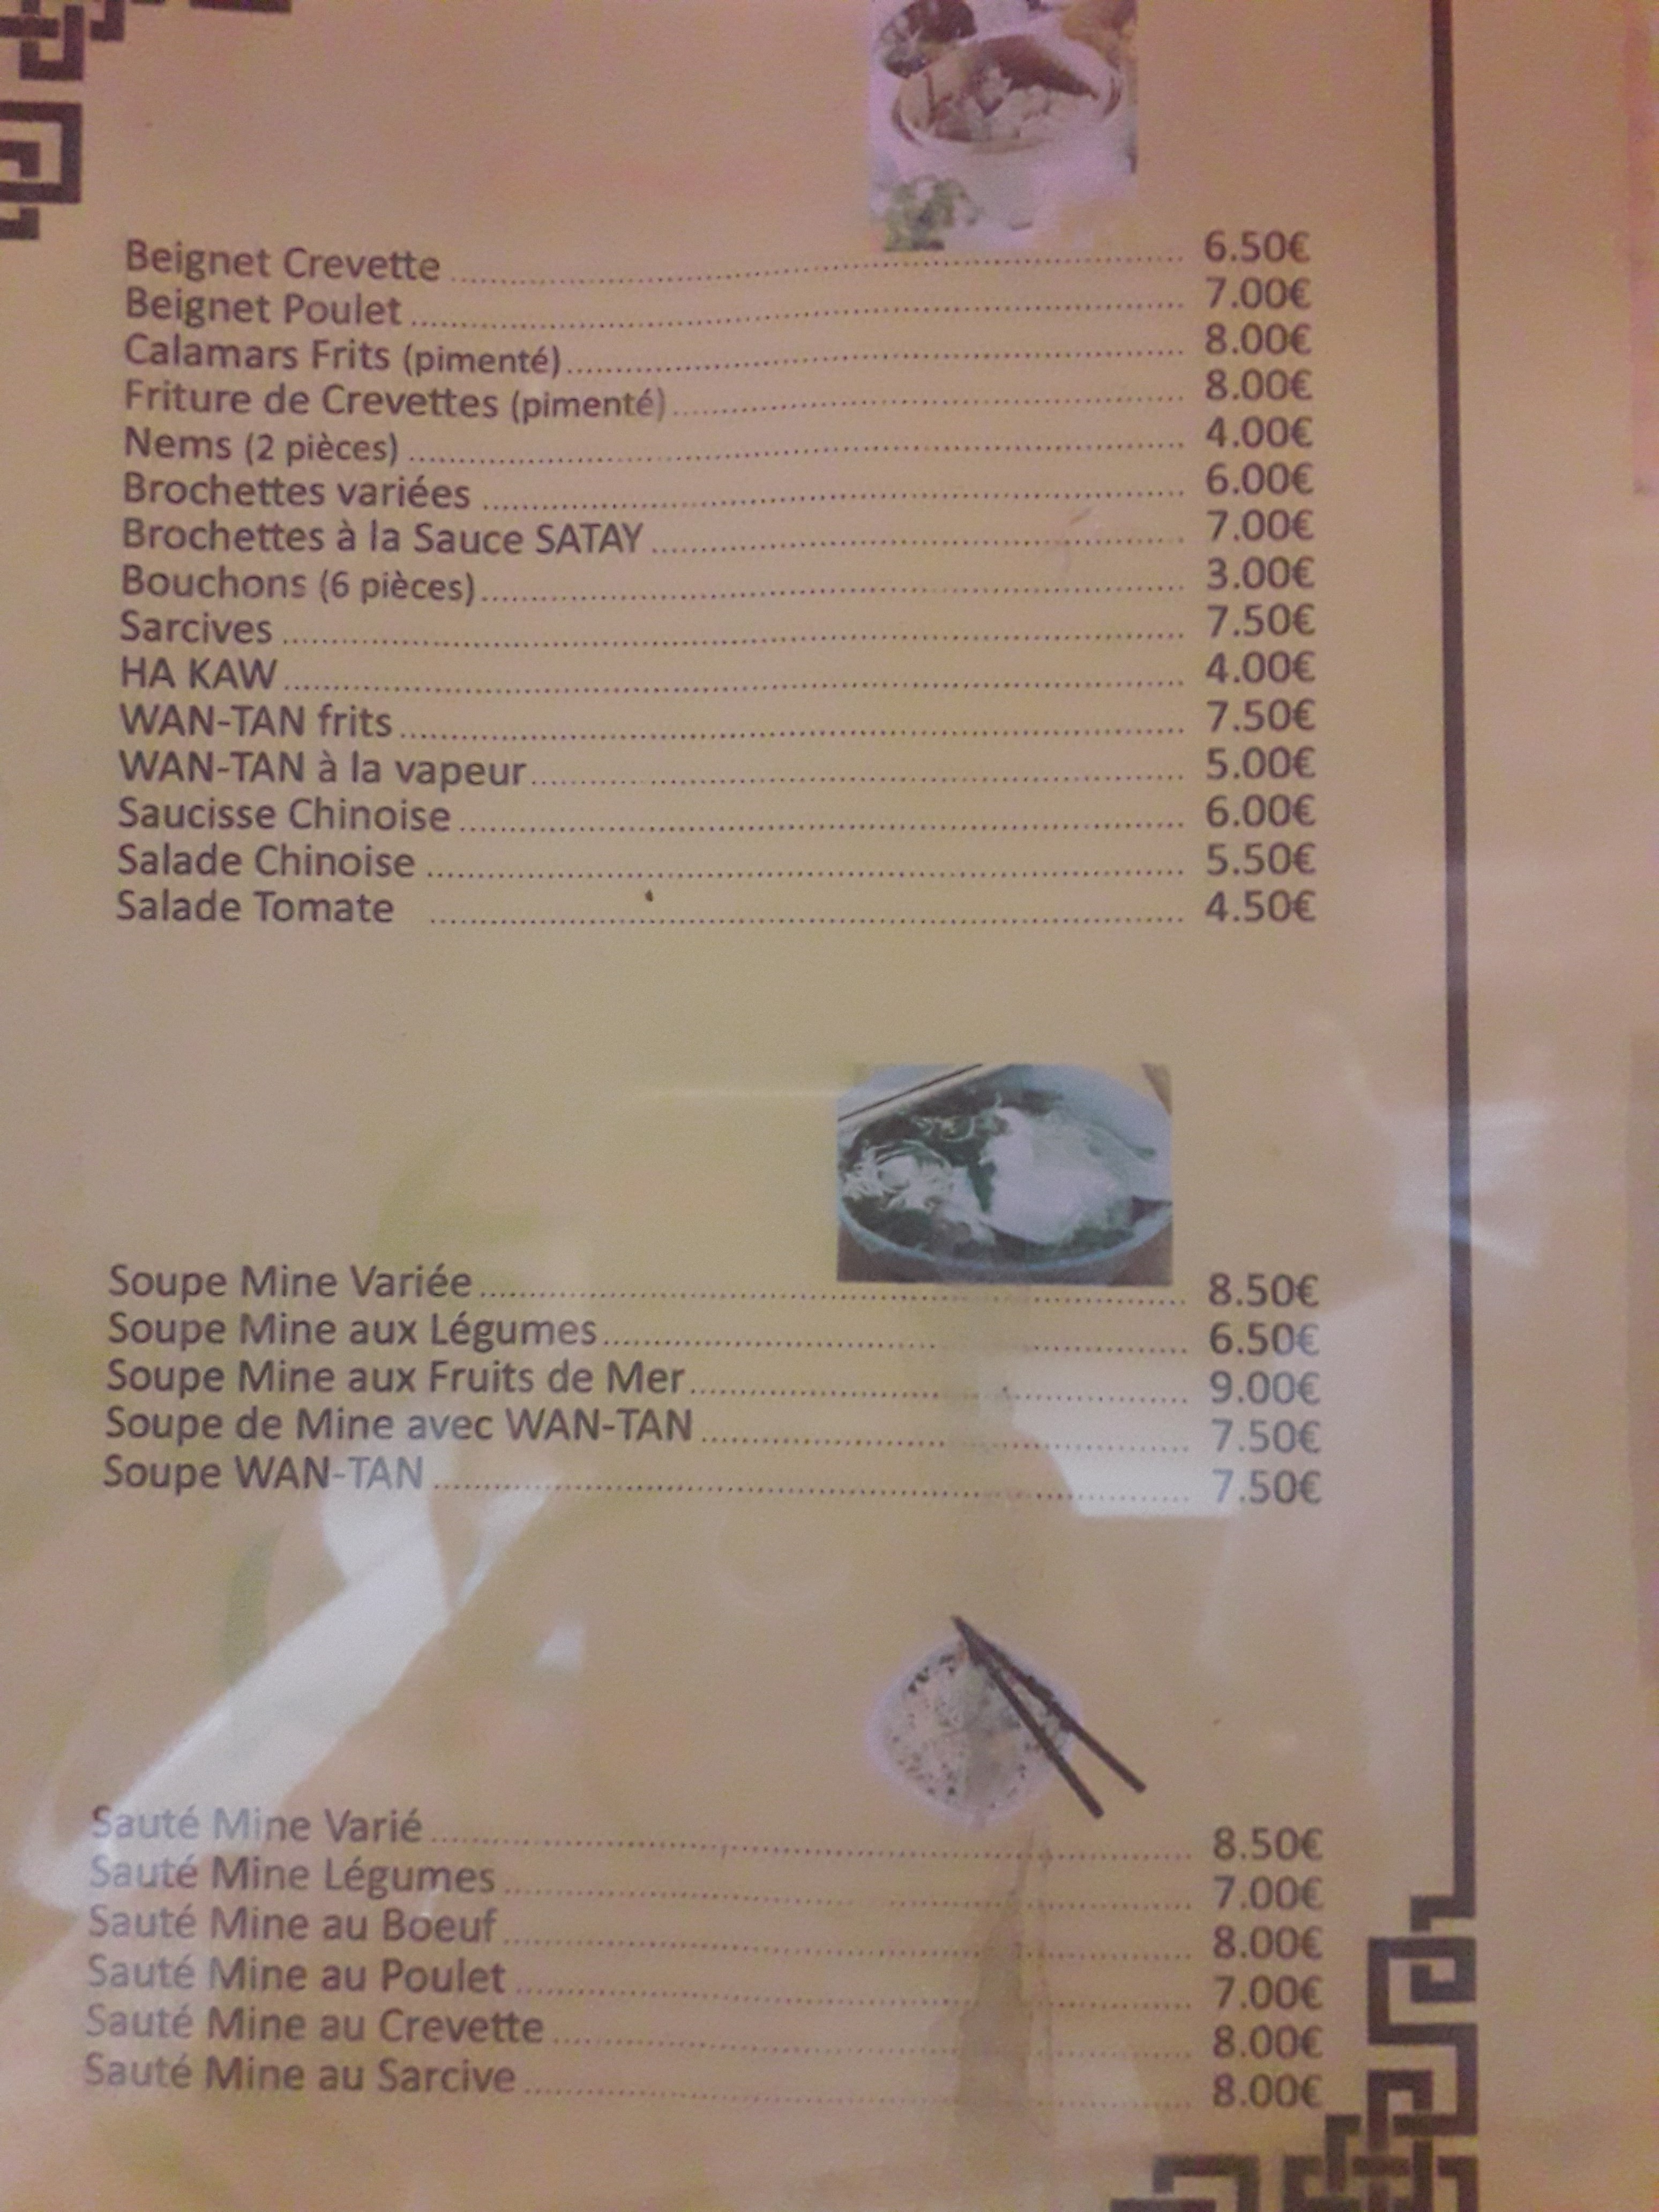 Beignet Crevette ........ 6.50€
Beignet Poulet ........ 7.00€
Calamars Frits (pimenté) ........ 8.00€
Friture de Crevettes (pimenté) ........ 8.00€
Nems (2 pièces) ........ 4.00€
Brochettes variées ........ 6.00€
Brochettes à la Sauce SATAY ........ 7.00€
Bouchons (6 pièces) ........ 3.00€
Sarcives ........ 7.50€
HA KAW ........ 4.00€
WAN-TAN frits ........ 7.50€
WAN-TAN à la vapeur ........ 5.00€
Saucisse Chinoise ........ 6.00€
Salade Chinoise ........ 5.50€
Salade Tomate ........ 4.50€
Soupe Mine Variée ........ 8.50€
Soupe Mine aux Légumes ........ 6.50€
Soupe Mine aux Fruits de Mer ........ 9.00€
Soupe de Mine avec WAN-TAN ........ 7.50€
Soupe WAN-TAN ........ 7.50€
Sauté Mine Varié ........ 8.50€
Sauté Mine Légumes ........ 7.00€
Sauté Mine au Boeuf ........ 8.00€
Sauté Mine au Poulet ........ 7.00€
Sauté Mine au Crevette ........ 8.00€
Sauté Mine au Sarcive ........ 8.00€